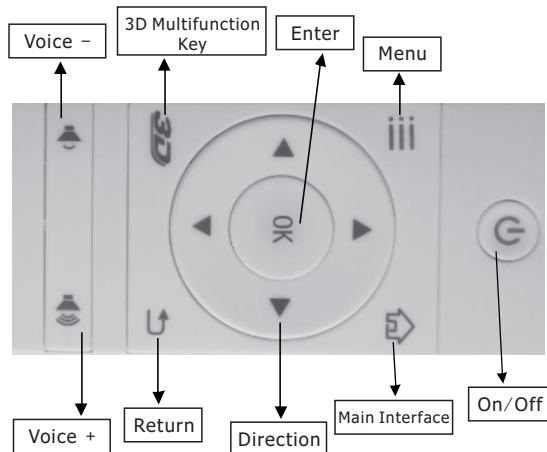 3D Multifunction
Key
Enter
Voice −
Menu
3D
OK
Main Interface
On/Off
Return
Voice +
Direction